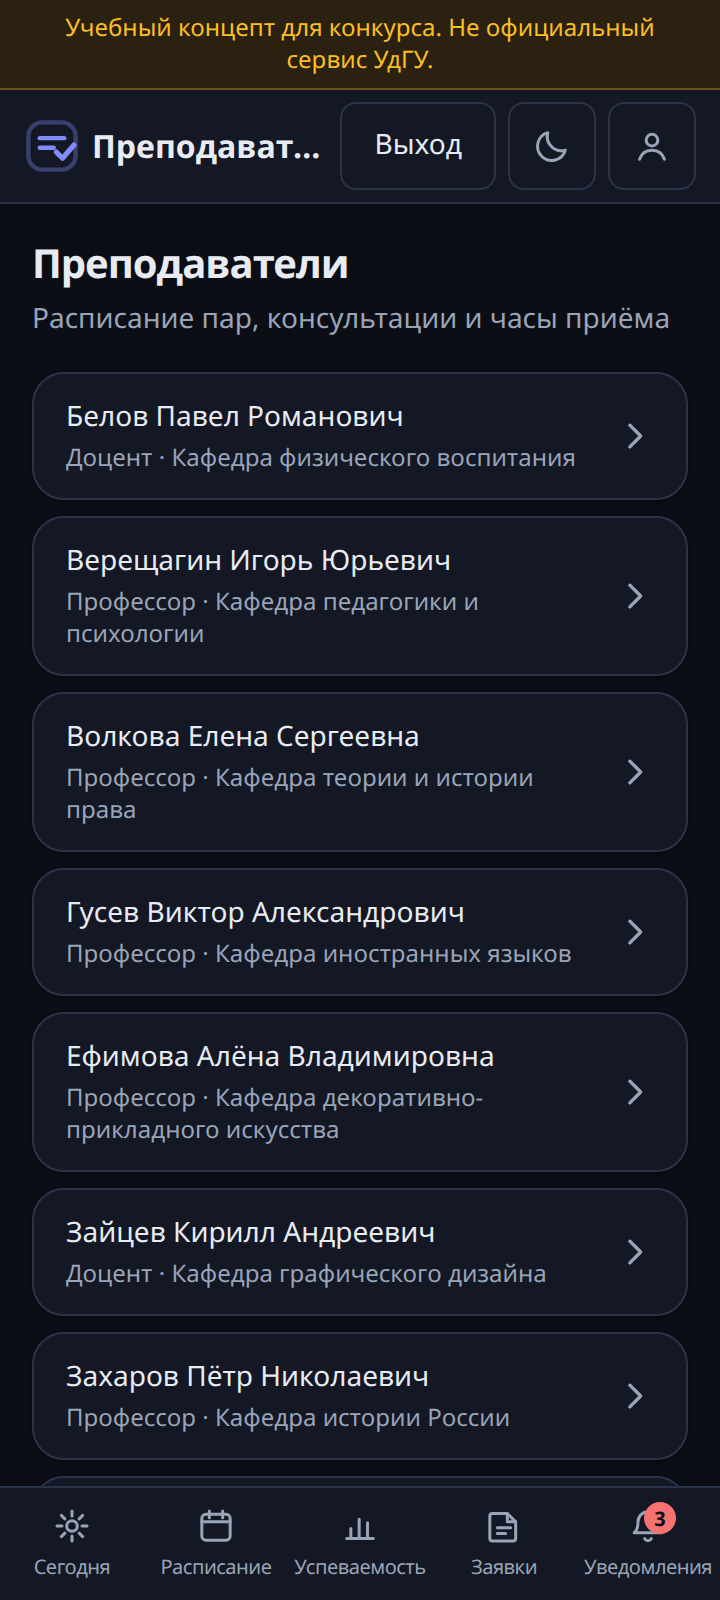 Учебный концепт для конкурса. Не официальный
сервис УдГУ.
Преподават...
Выход
Преподаватели
Расписание пар, консультации и часы приёма
Белов Павел Романович
Доцент · Кафедра физического воспитания
Верещагин Игорь Юрьевич
Профессор · Кафедра педагогики и
психологии
Волкова Елена Сергеевна
Профессор · Кафедра теории и истории
права
Гусев Виктор Александрович
Профессор · Кафедра иностранных языков
Ефимова Алёна Владимировна
Профессор · Кафедра декоративно-
прикладного искусства
Зайцев Кирилл Андреевич
Доцент · Кафедра графического дизайна
Захаров Пётр Николаевич
Профессор · Кафедра истории России
3
Сегодня
Расписание
Успеваемость
Заявки
Уведомления